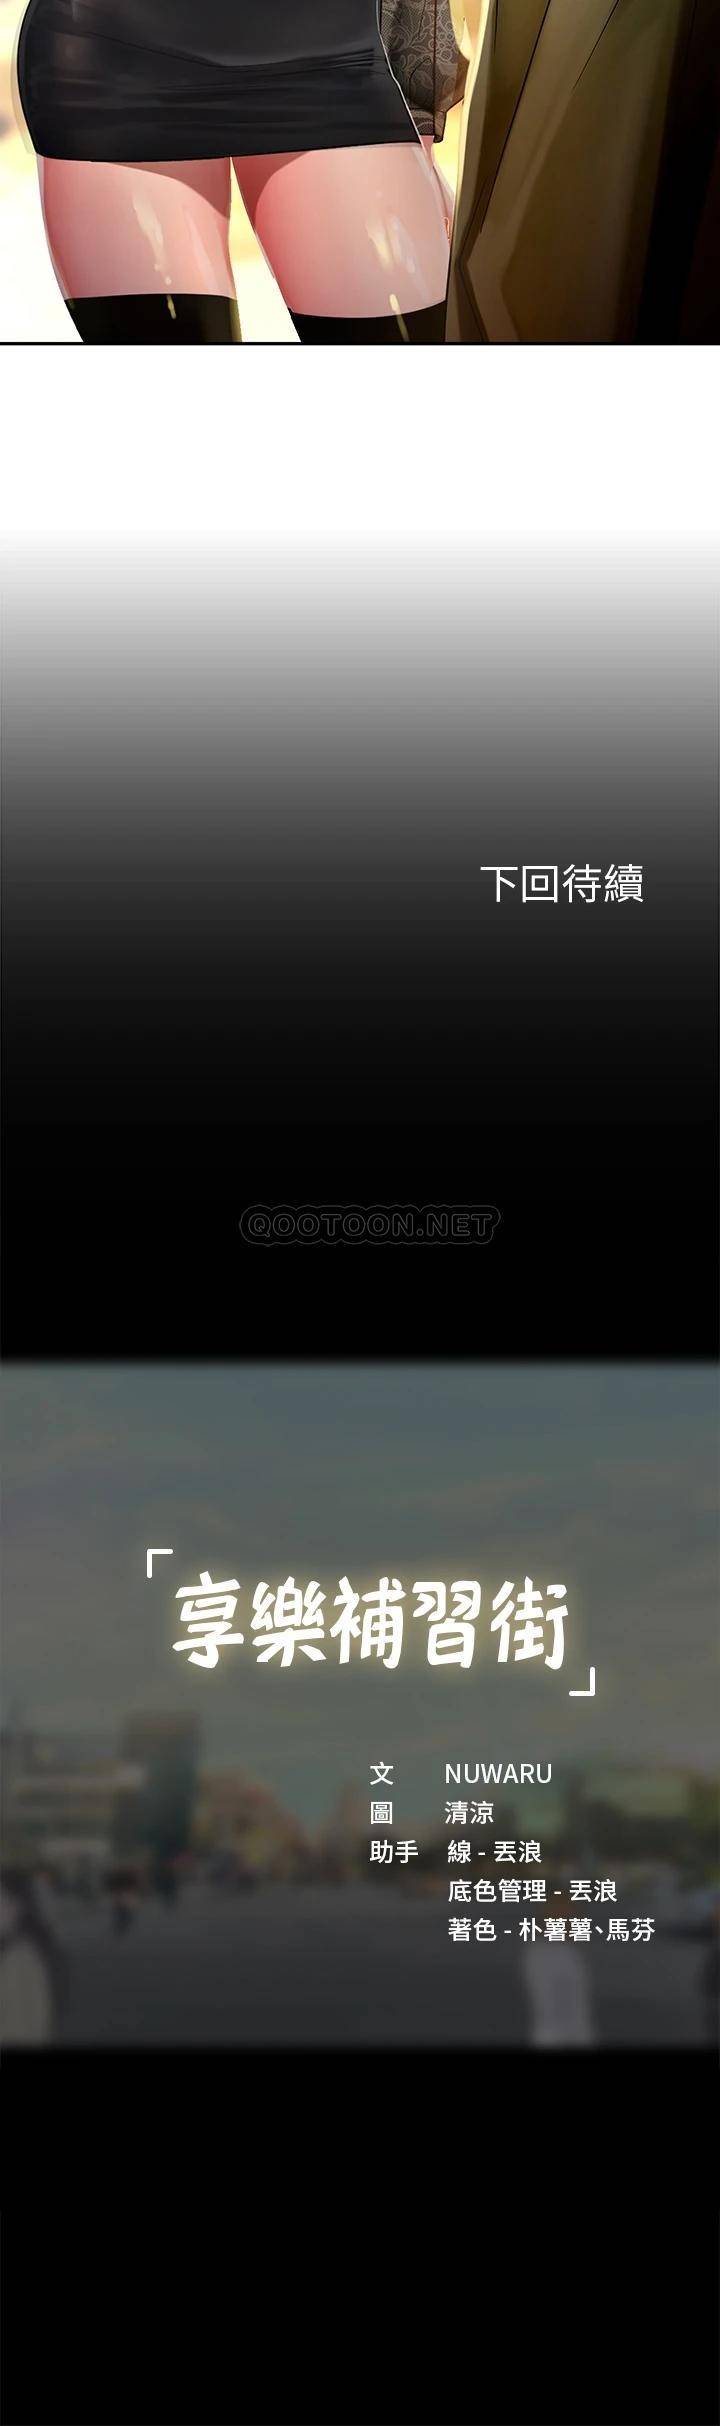 下回待續
QOOTOON.NET
「享樂補習街」
文 NUWARU
圖 清涼
助手 線 - 丟浪
底色管理 - 丟浪
著色 - 朴薯薯、馬芬